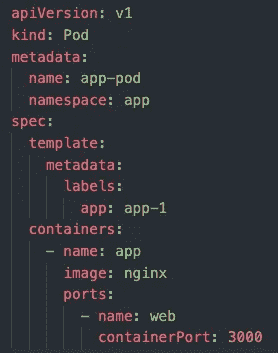 apiVersion: v1
kind: Pod
metadata:
  name: app-pod
  namespace: app
spec:
  template:
    metadata:
      labels:
        app: app-1
  containers:
    - name: app
      image: nginx
      ports:
        - name: web
          containerPort: 3000